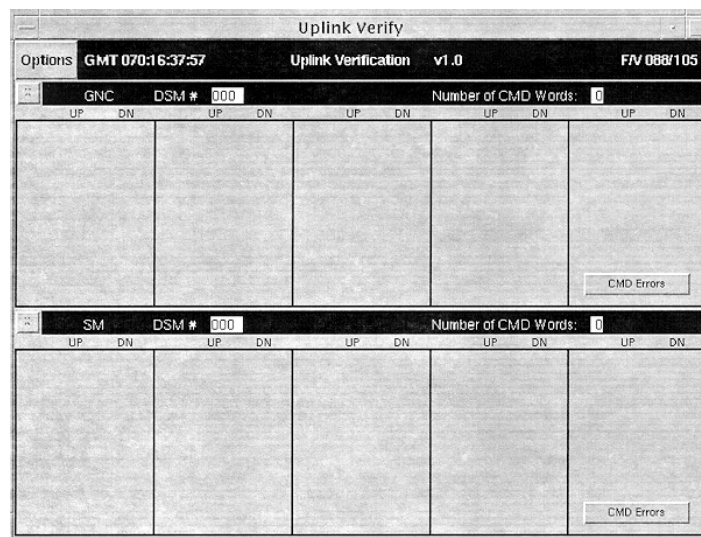 Uplink Verify
Options GMT 070:16:37:57 Uplink Verification v1.0 F/V 088/105
GNC DSM # 000 Number of CMD Words: 0
UP DN UP DN UP DN UP DN UP DN
CMD Errors
SM DSM # 000 Number of CMD Words: 0
UP DN UP DN UP DN UP DN UP DN
CMD Errors